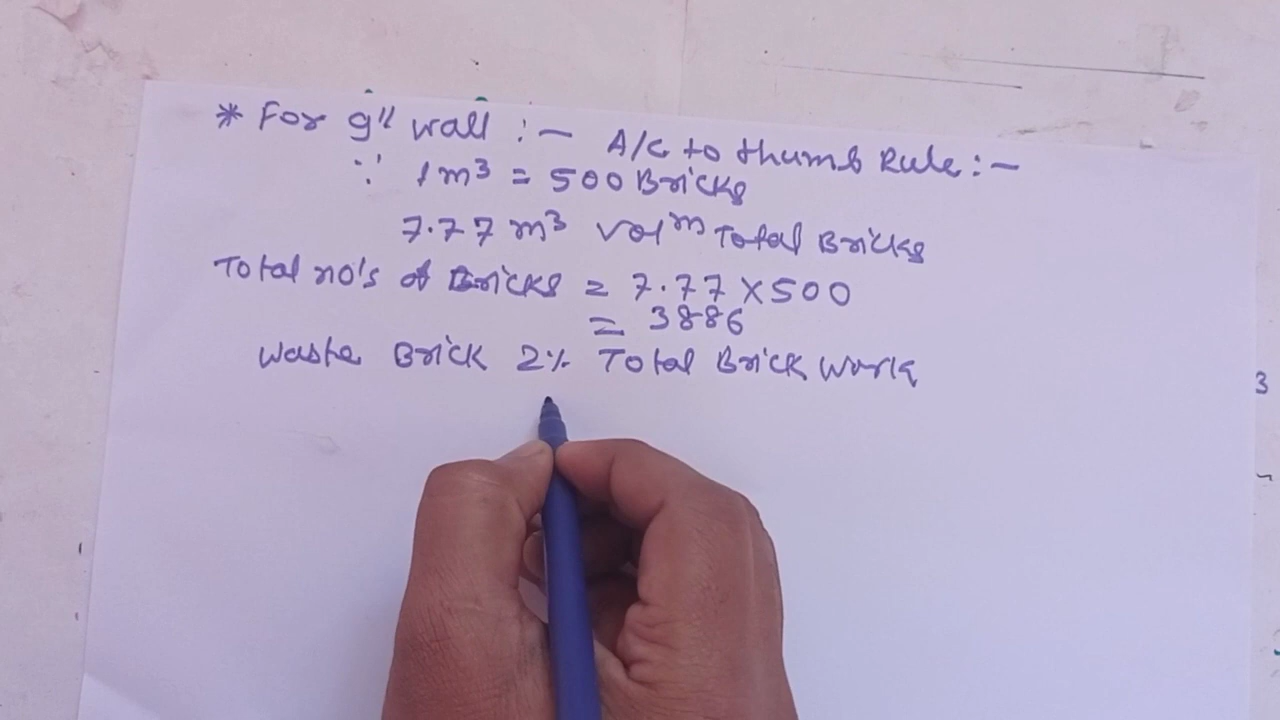 * For 9" wall :- A/c to thumb Rule :-
∵ 1m³ = 500 Bricks
7.77 m³ volᵐ Total Bricks
Total no's of Bricks = 7.77 × 500
= 3886
Waste Brick 2% Total Brick work
3